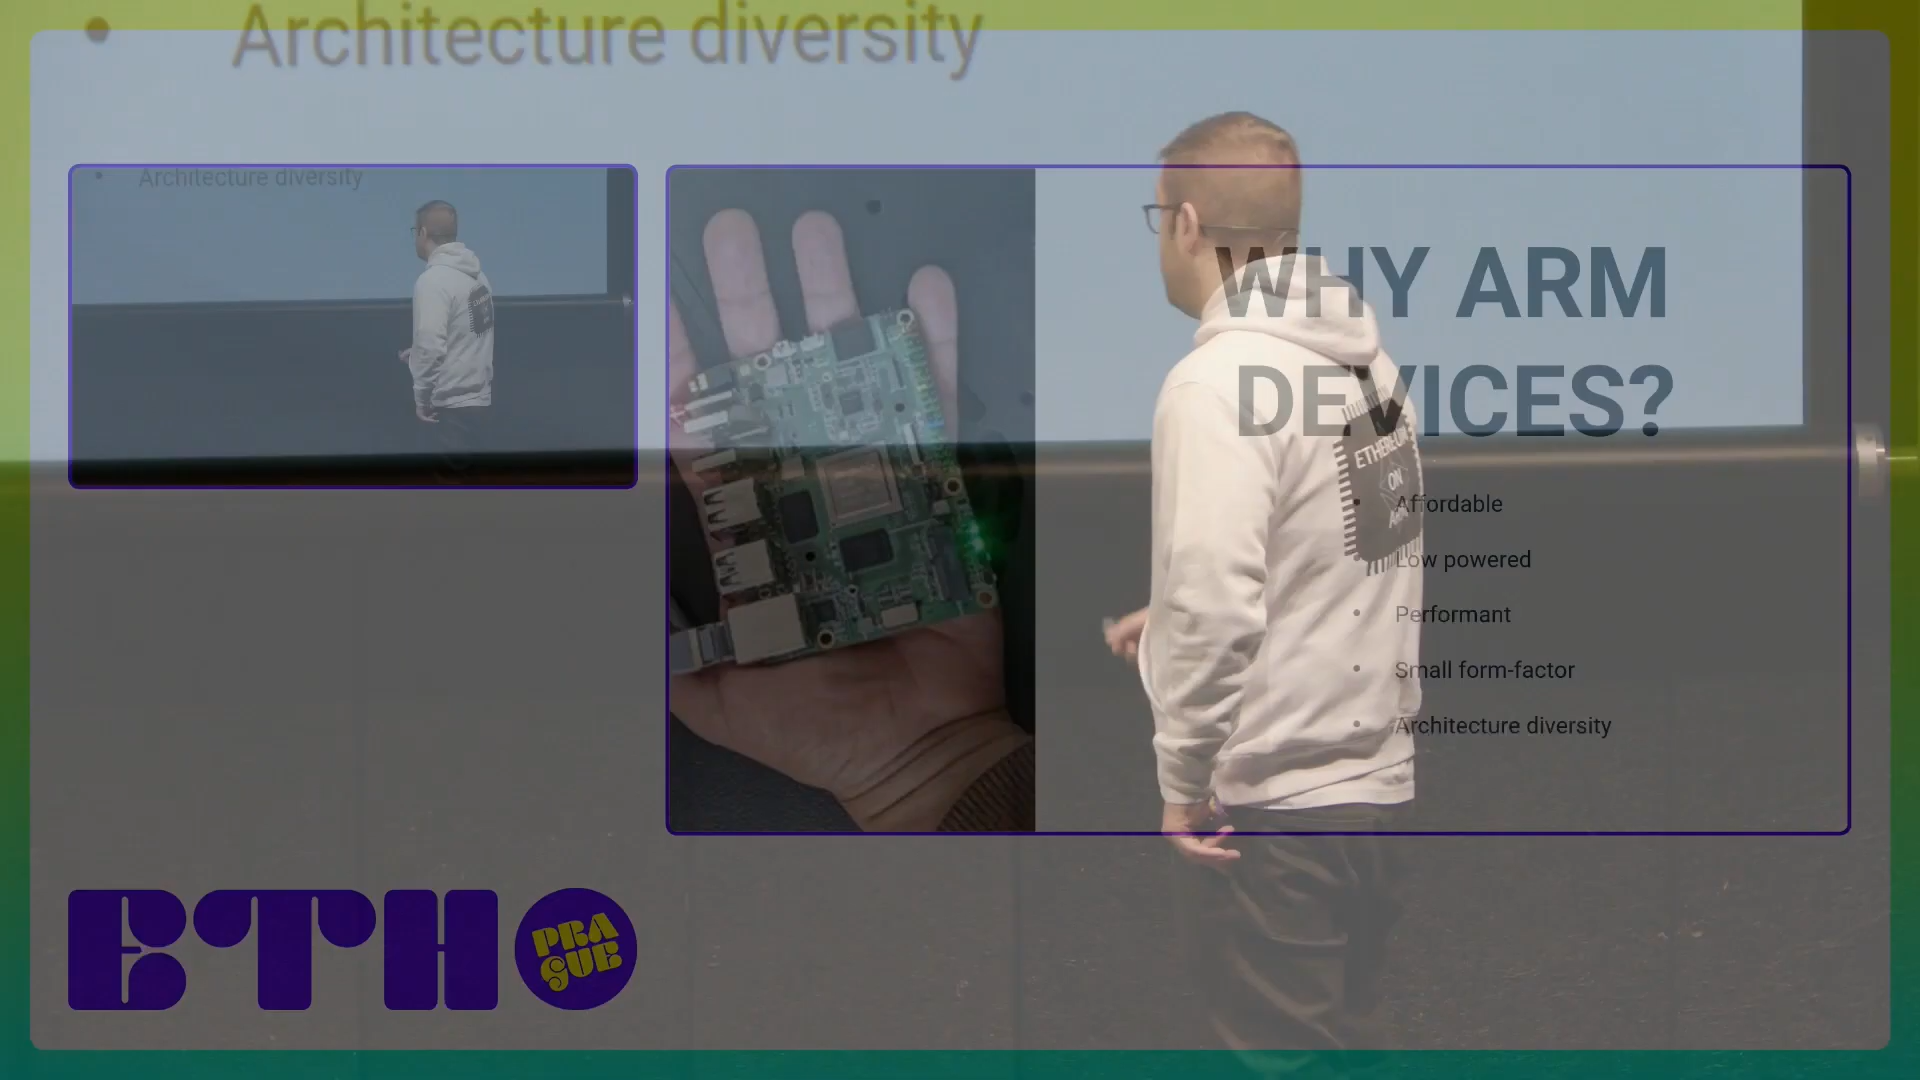 • Architecture diversity
• Architecture diversity
WHY ARM
DEVICES?
ETHEREUM
ON
ARM
• Affordable
• Low powered
• Performant
• Small form-factor
• Architecture diversity
ETH
PRA
GUE